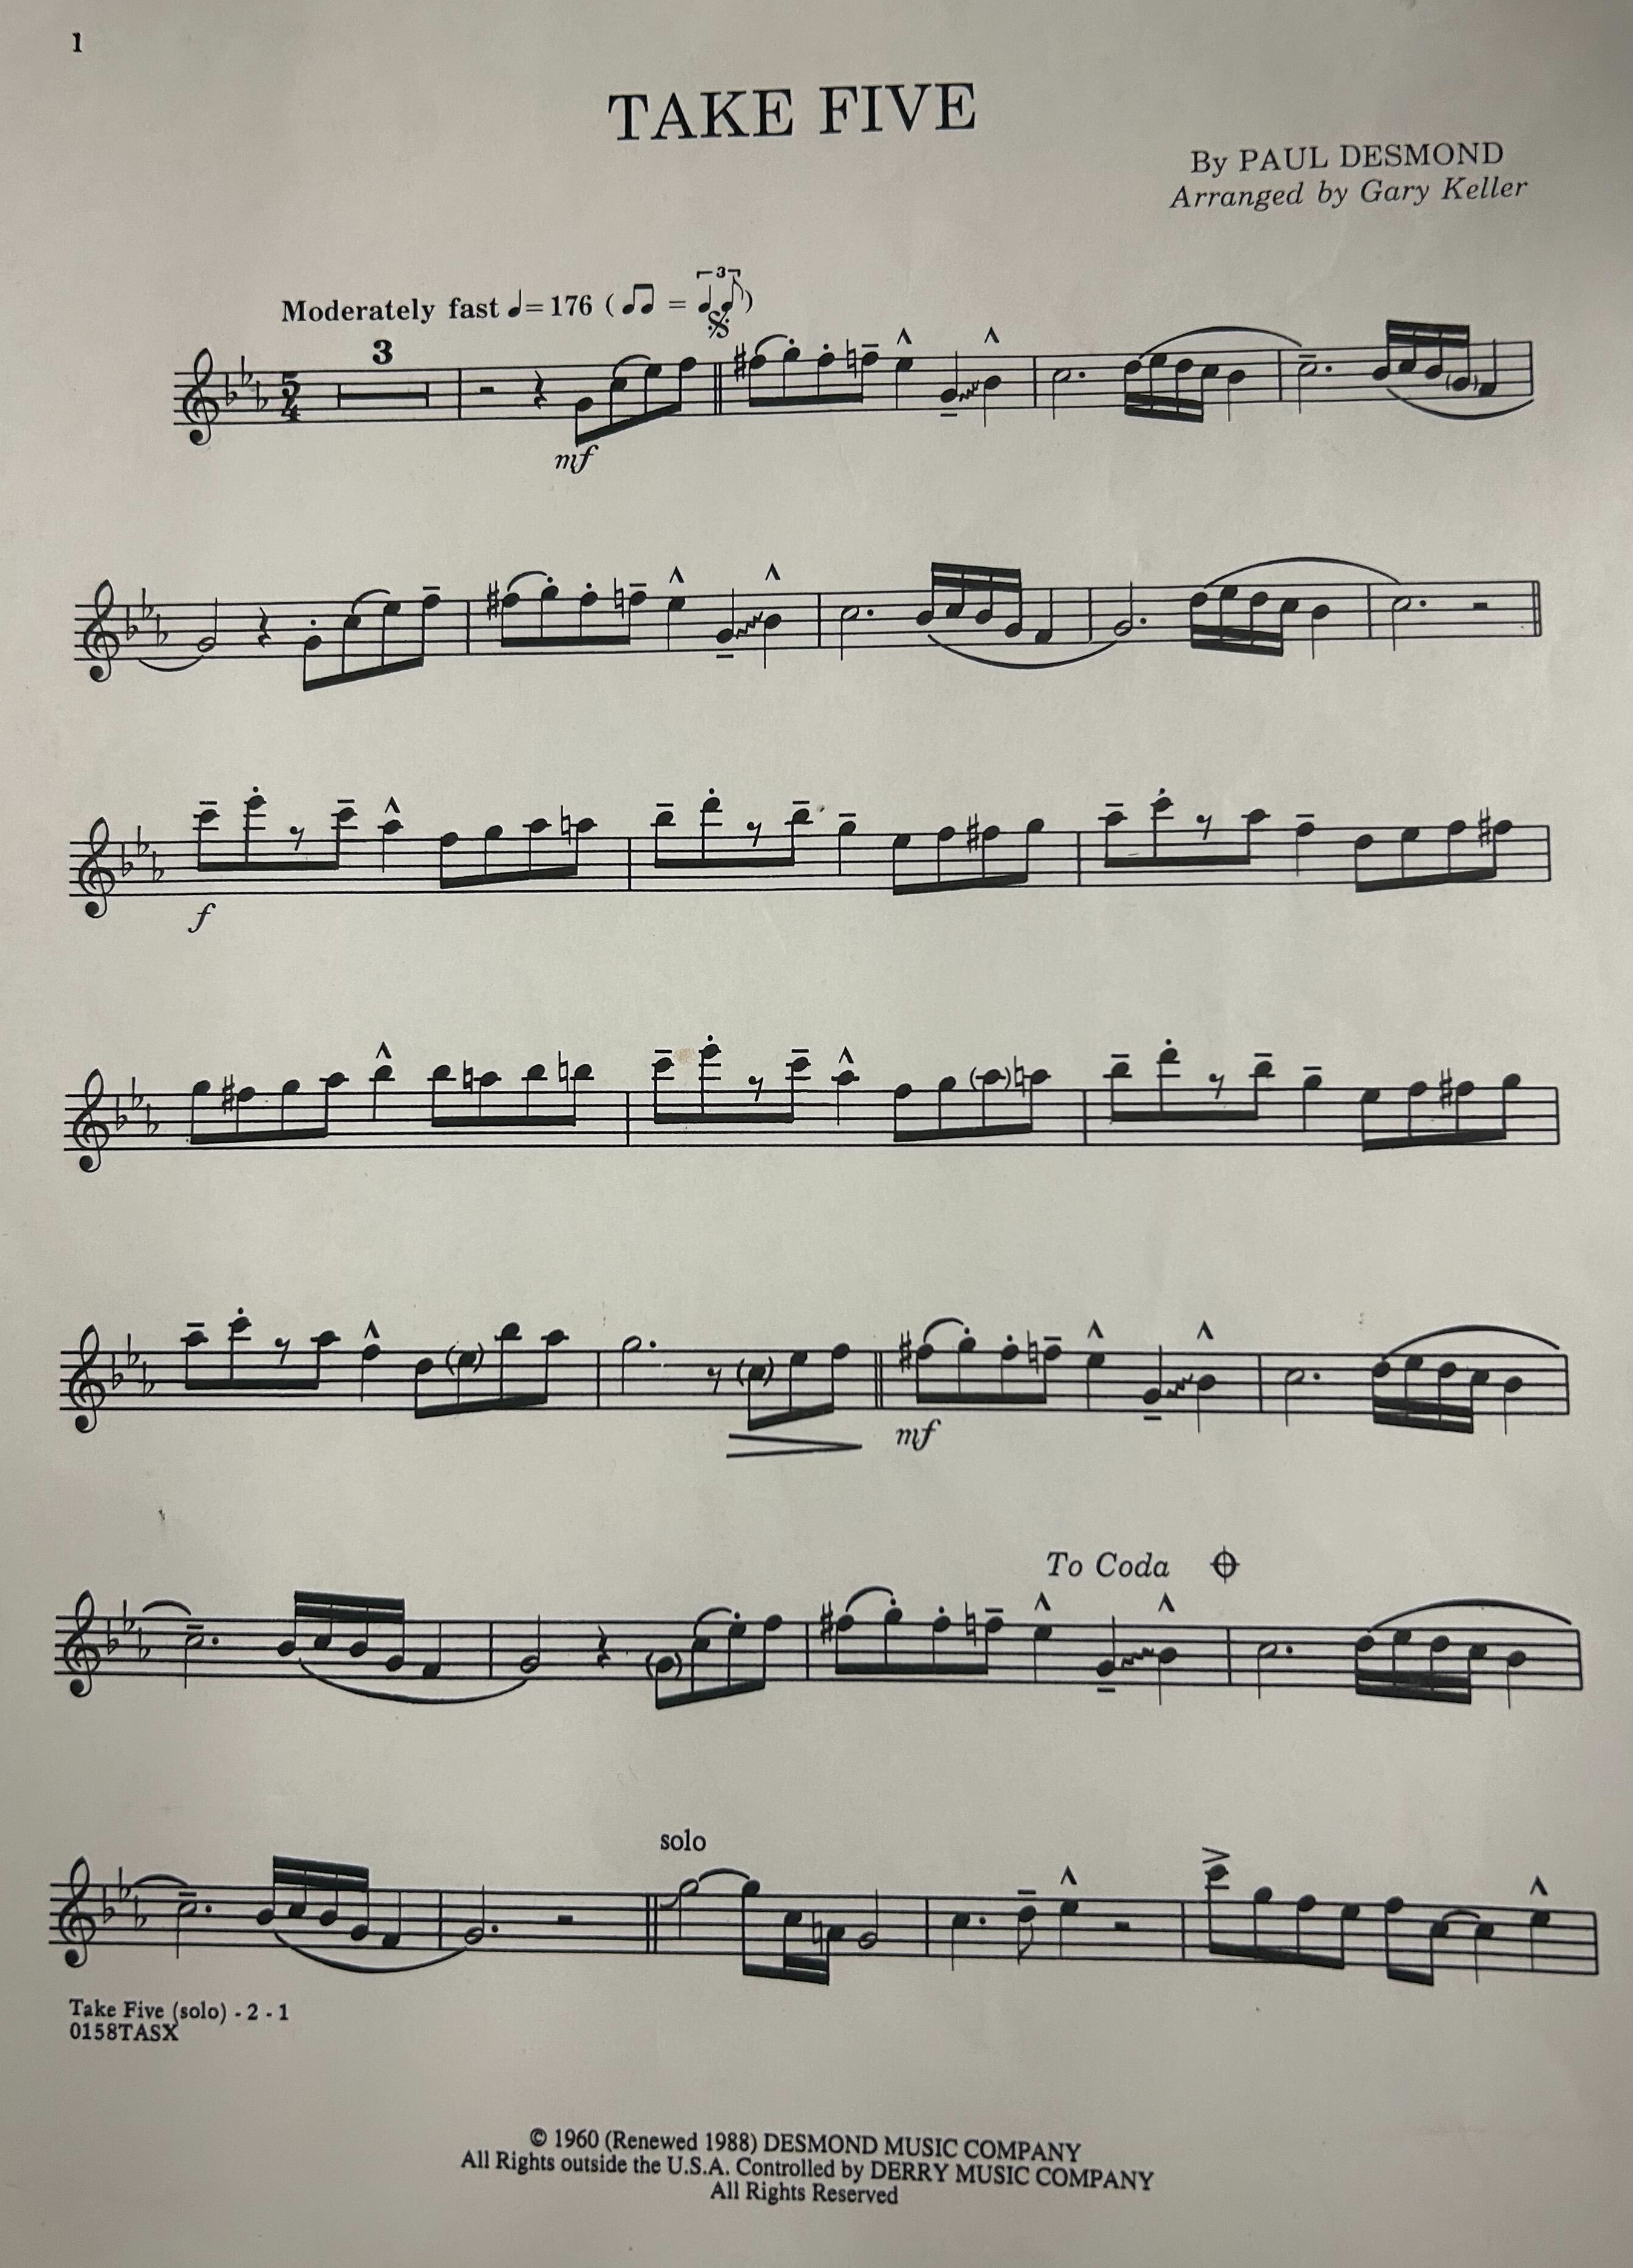 1
TAKE FIVE
By PAUL DESMOND
Arranged by Gary Keller
Moderately fast ♩= 176 (♫ = ♩♪)
3
3
5
4
mf
f
mf
To Coda
solo
Take Five (solo) - 2 - 1
0158TASX
© 1960 (Renewed 1988) DESMOND MUSIC COMPANY
All Rights outside the U.S.A. Controlled by DERRY MUSIC COMPANY
All Rights Reserved